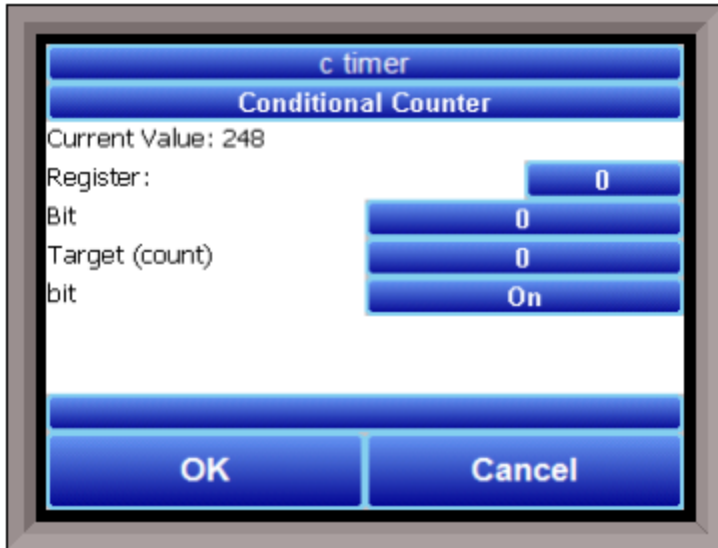 c timer
Conditional Counter
Current Value: 248
Register: 0
Bit 0
Target (count) 0
bit On
OK Cancel